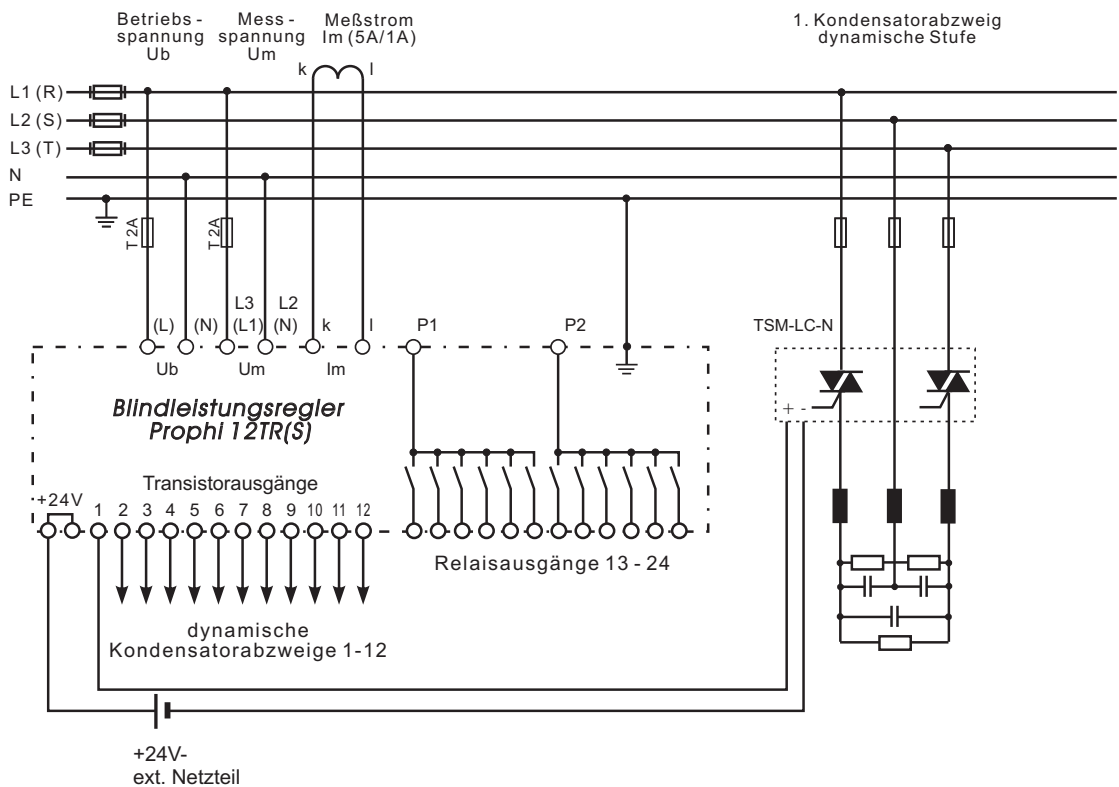 Betriebs-
spannung
Ub
Mess-
spannung
Um
Meßstrom
Im (5A/1A)
1. Kondensatorabzweig
dynamische Stufe
k l
L1 (R)
L2 (S)
L3 (T)
N
PE
T 2A
T 2A
L3 L2
(L) (N) (L1) (N) k l P1 P2
TSM-LC-N
Ub Um Im
+ -
Blindleistungsregler
Prophi 12TR(S)
Transistorausgänge
+24V
1 2 3 4 5 6 7 8 9 10 11 12
Relaisausgänge 13 - 24
dynamische
Kondensatorabzweige 1-12
+24V-
ext. Netzteil